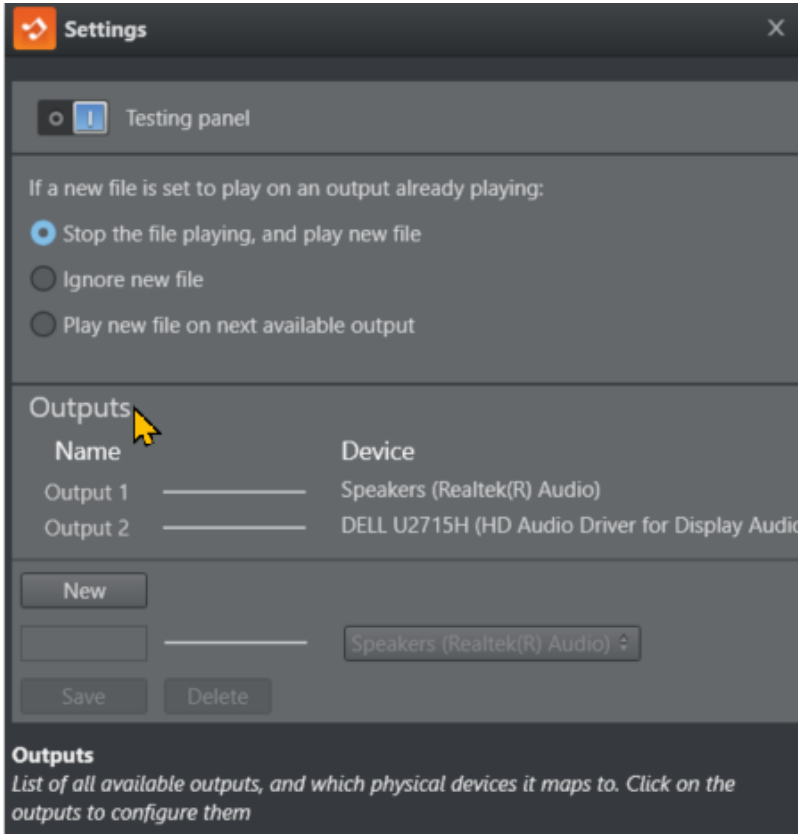 Settings
Testing panel
If a new file is set to play on an output already playing:
Stop the file playing, and play new file
Ignore new file
Play new file on next available output
Outputs
Name Device
Output 1 Speakers (Realtek(R) Audio)
Output 2 DELL U2715H (HD Audio Driver for Display Audio
New
Speakers (Realtek(R) Audio)
Save Delete
Outputs
List of all available outputs, and which physical devices it maps to. Click on the
outputs to configure them